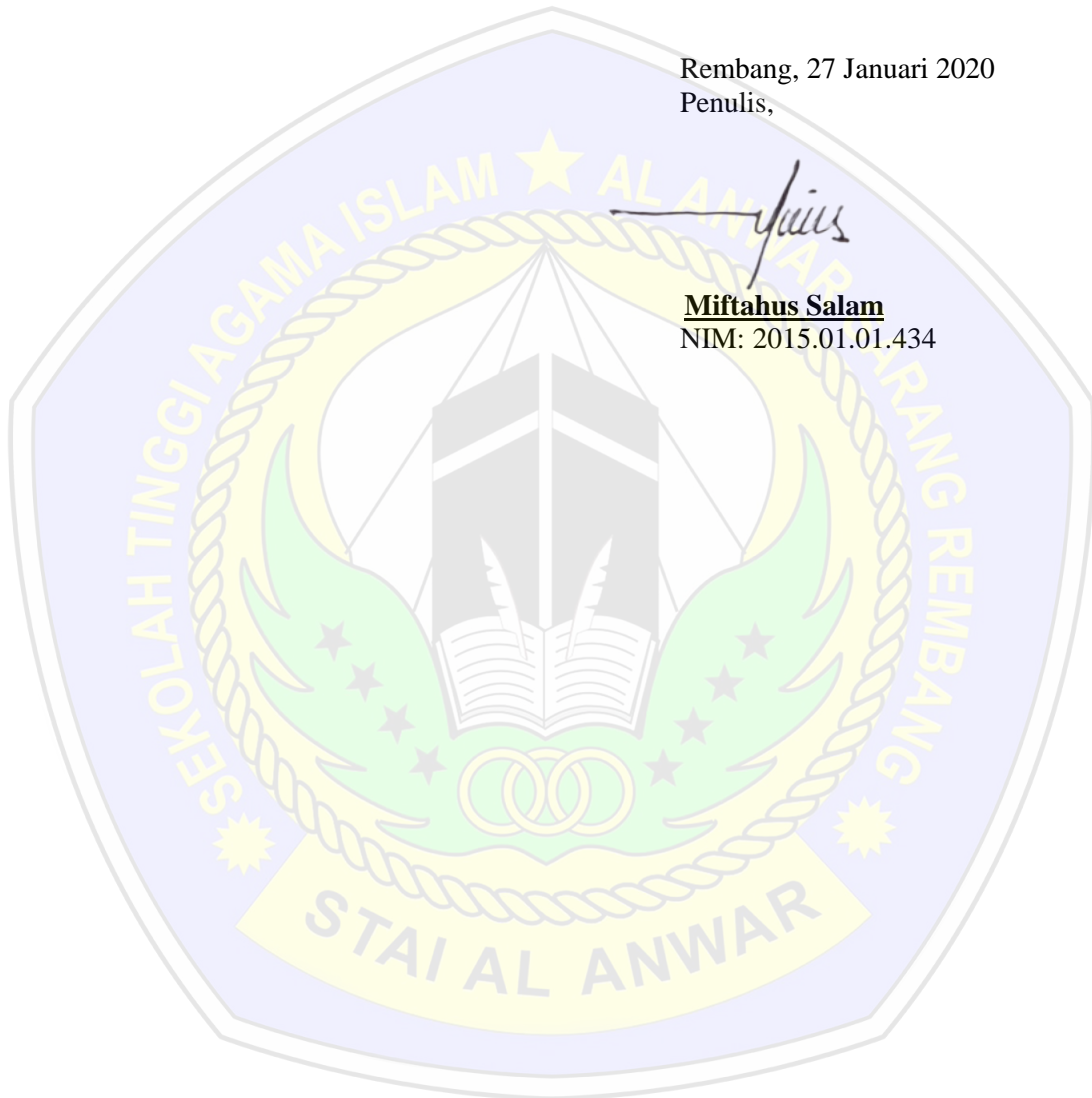 Rembang, 27 Januari 2020
Penulis,
Miftahus Salam
NIM: 2015.01.01.434
SEKOLAH TINGGI AGAMA ISLAM ★ AL ANWAR SARANG REMBANG
STAI AL ANWAR